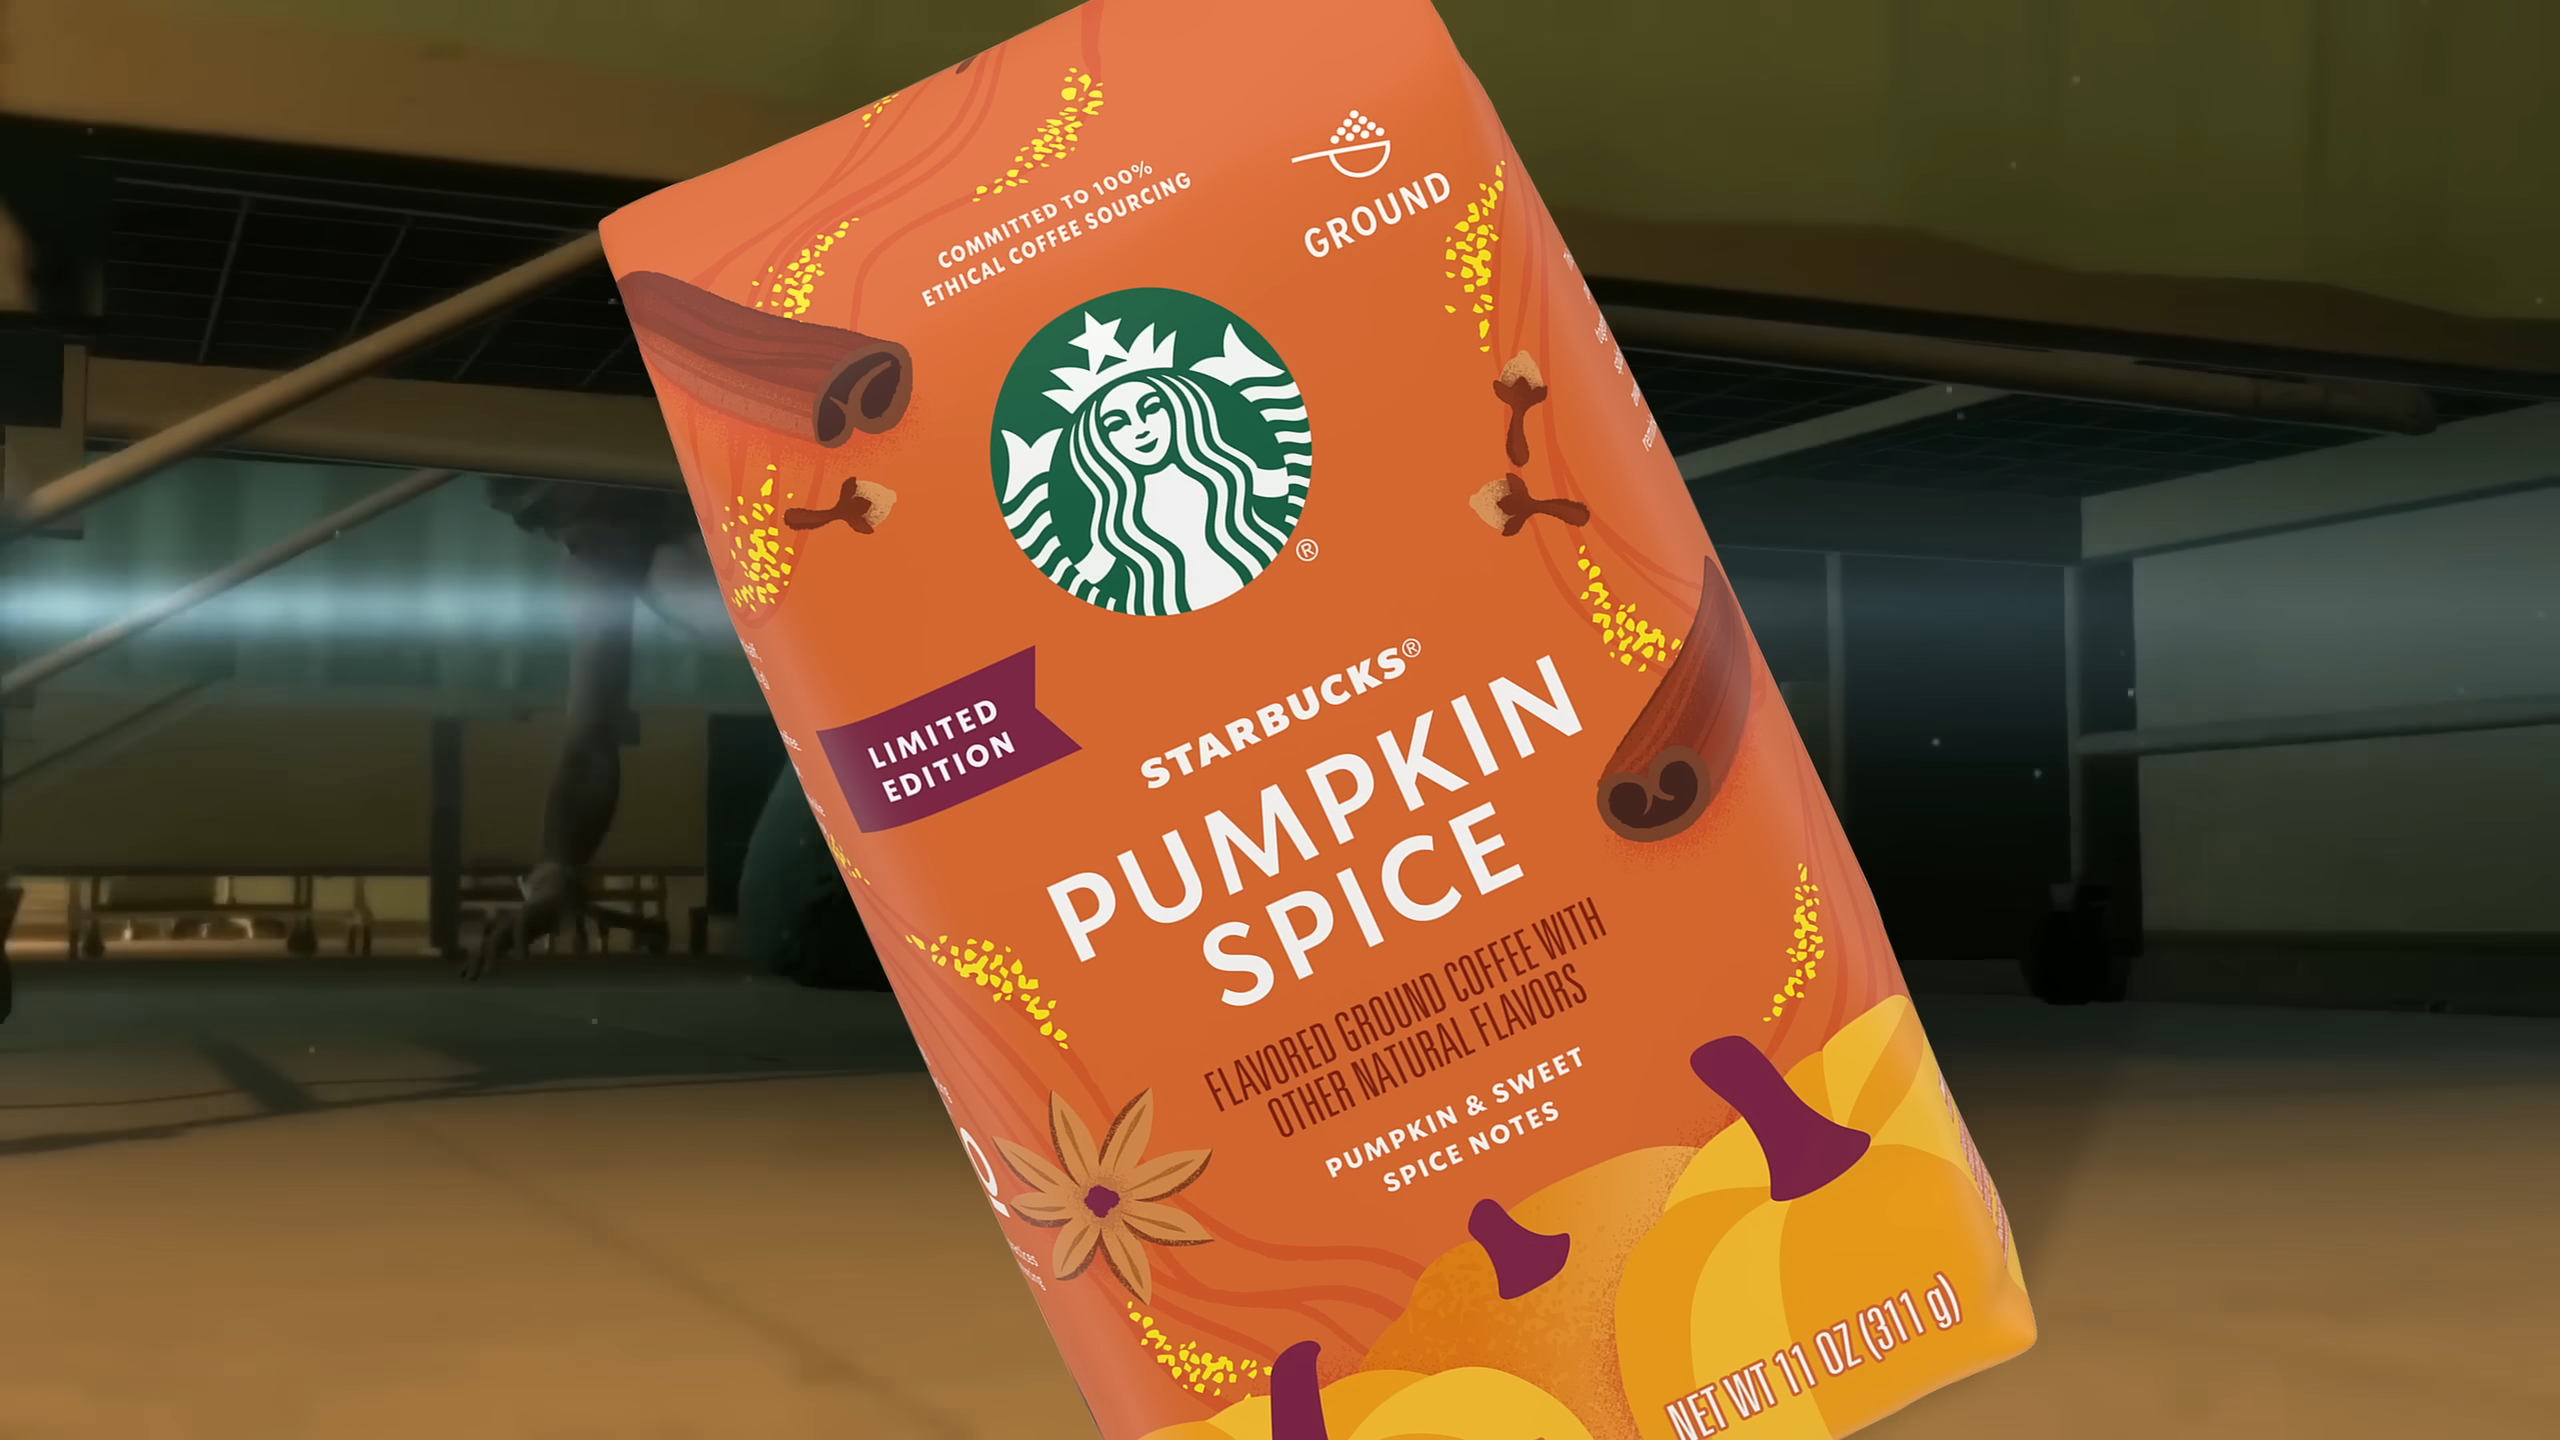 COMMITTED TO 100%
ETHICAL COFFEE SOURCING
GROUND
LIMITED
EDITION
STARBUCKS®
PUMPKIN
SPICE
FLAVORED GROUND COFFEE WITH
OTHER NATURAL FLAVORS
PUMPKIN & SWEET
SPICE NOTES
NET WT 11 OZ (311 g)